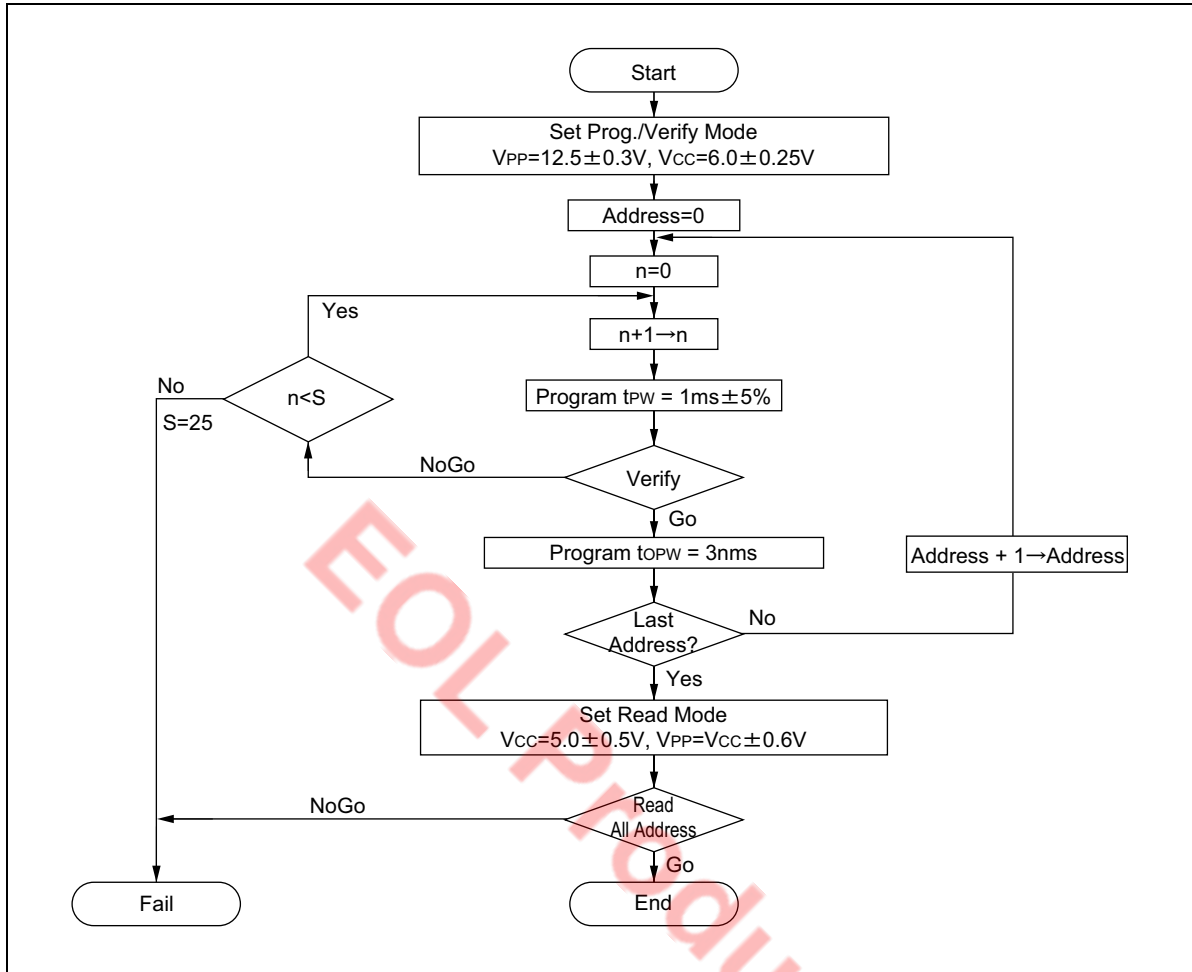 Start
Set Prog./Verify Mode
VPP=12.5±0.3V, VCC=6.0±0.25V
Address=0
n=0
Yes
n+1→n
No
n<S
S=25
Program tPW = 1ms±5%
NoGo
Verify
Go
Program tOPW = 3nms
Address + 1→Address
Last
Address?
No
Yes
Set Read Mode
VCC=5.0±0.5V, VPP=VCC±0.6V
NoGo
Read
All Address
Go
Fail
End
EOL Produ